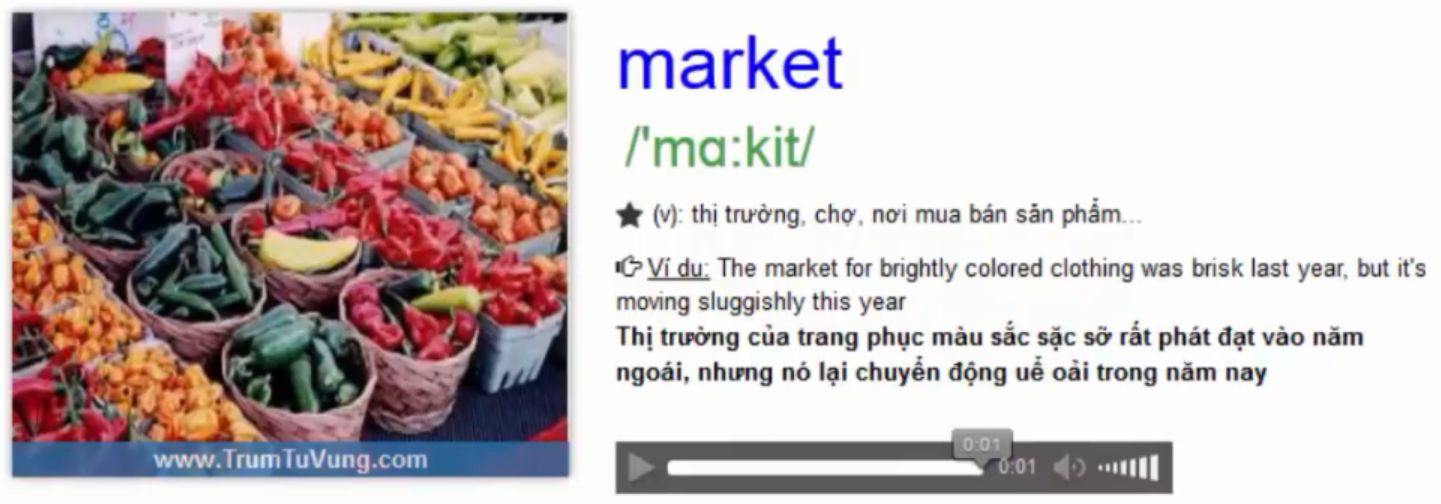 market
/'mɑ:kit/
★ (v): thị trường, chợ, nơi mua bán sản phẩm...
Ví du: The market for brightly colored clothing was brisk last year, but it's
moving sluggishly this year
Thị trường của trang phục màu sắc sặc sỡ rất phát đạt vào năm
ngoái, nhưng nó lại chuyển động uể oải trong năm nay
0:01
0:01
www.TrumTuVung.com